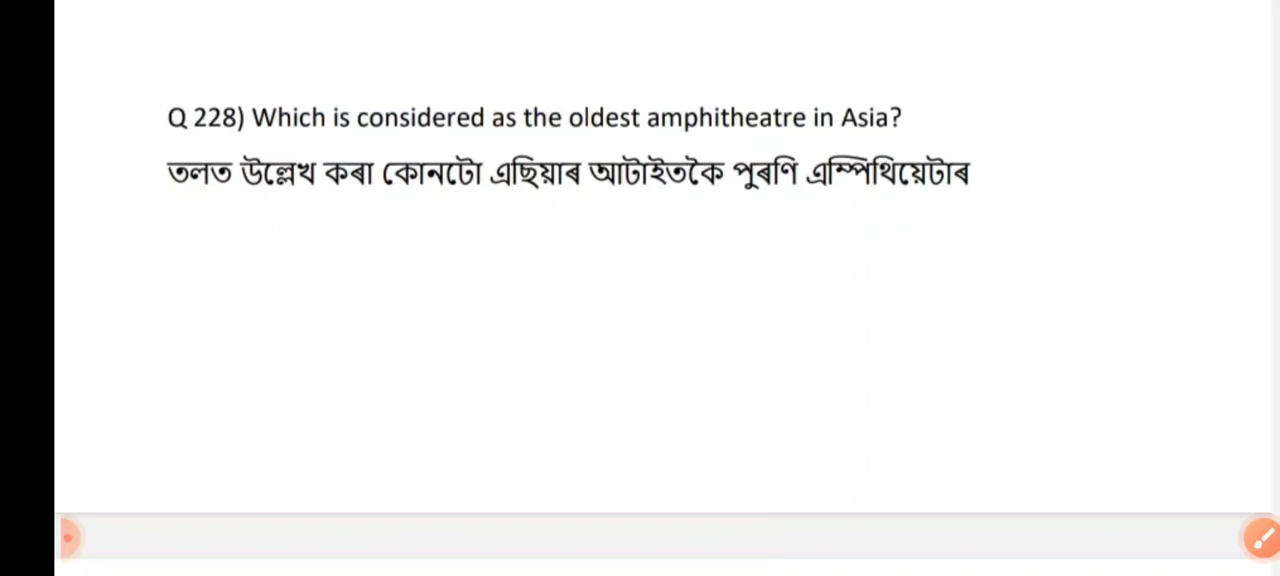 Q 228) Which is considered as the oldest amphitheatre in Asia?
তলত উল্লেখ কৰা কোনটো এছিয়াৰ আটাইতকৈ পুৰণি এম্পিথিয়েটাৰ